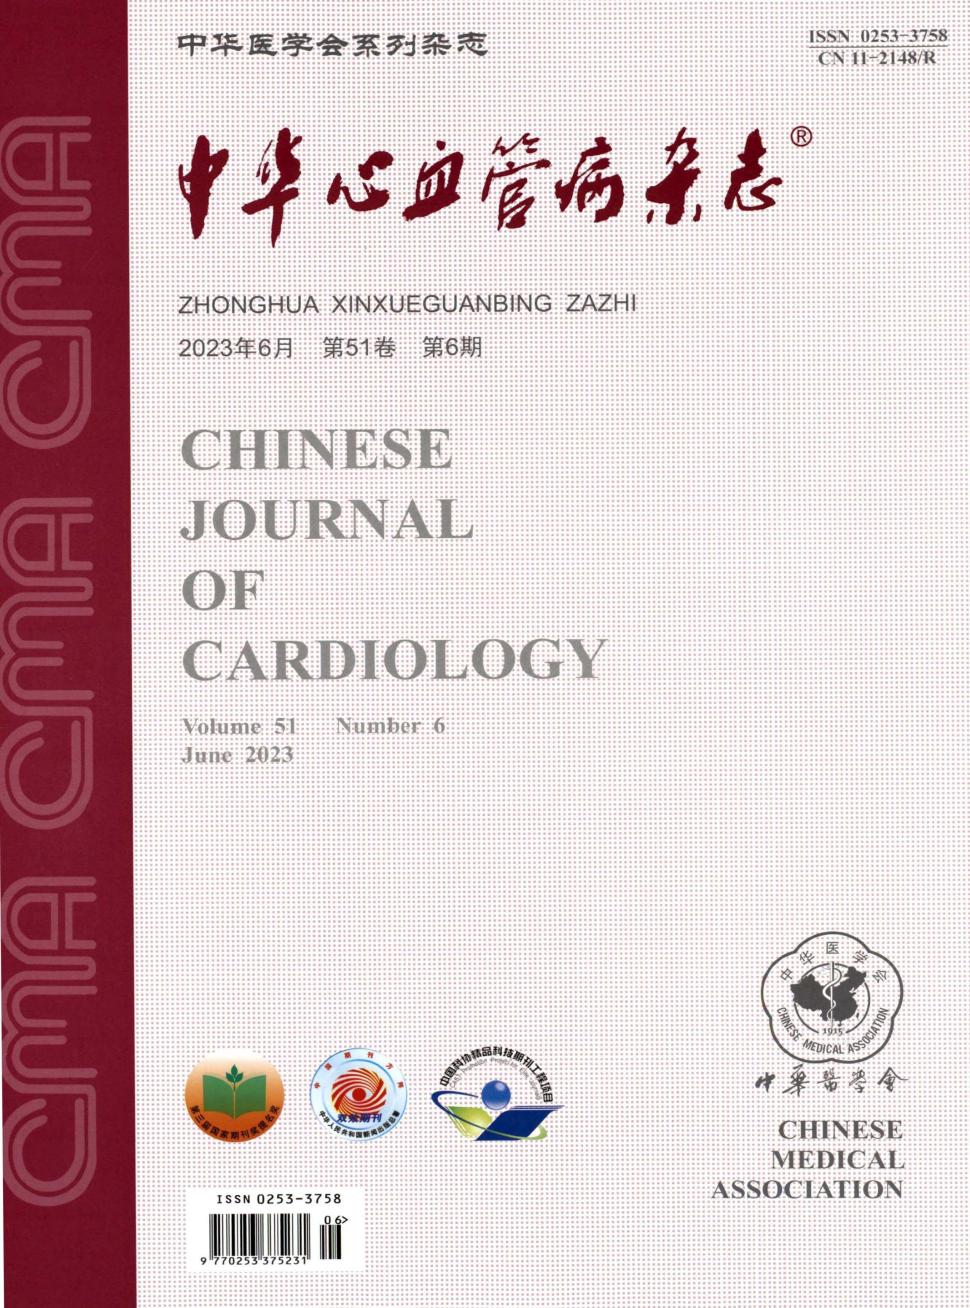 中华医学会系列杂志
ISSN 0253-3758
CN 11-2148/R
中华心血管病杂志®
ZHONGHUA XINXUEGUANBING ZAZHI
2023年6月 第51卷 第6期
CHINESE
JOURNAL
OF
CARDIOLOGY
Volume 51 Number 6
June 2023
CMA CMA CMA
中华医学会
1915
CHINESE MEDICAL ASSOCIATION
中華醫學會
CHINESE
MEDICAL
ASSOCIATION
第三届国家期刊奖提名奖
中国期刊方阵
双效期刊
中华人民共和国新闻出版总署
中国科协精品科技期刊工程项目
ISSN 0253-3758
06>
9 770253 375231